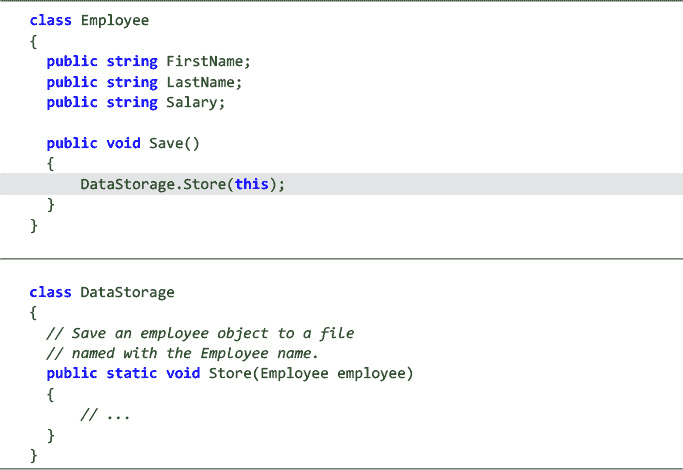 class Employee
{
  public string FirstName;
  public string LastName;
  public string Salary;

  public void Save()
  {
      DataStorage.Store(this);
  }
}

class DataStorage
{
  // Save an employee object to a file
  // named with the Employee name.
  public static void Store(Employee employee)
  {
      // ...
  }
}